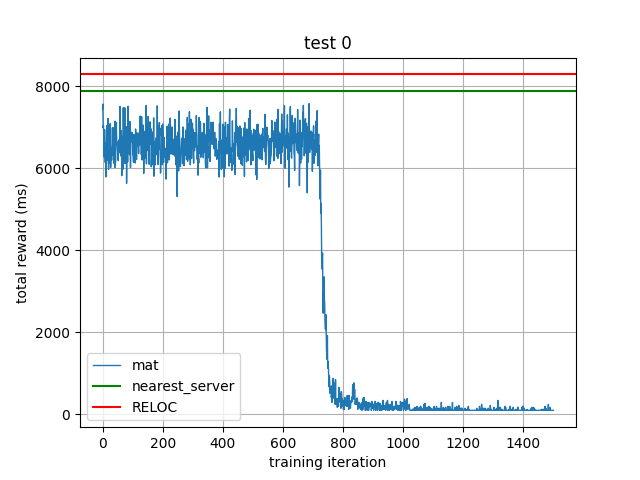 test 0
total reward (ms)
8000
6000
4000
2000
0
mat
nearest_server
RELOC
0
200
400
600
800
1000
1200
1400
training iteration